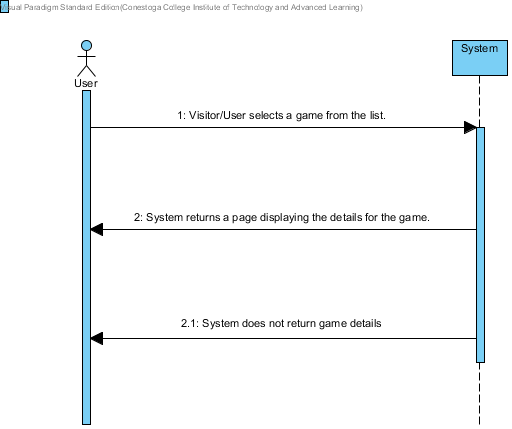 Visual Paradigm Standard Edition(Conestoga College Institute of Technology and Advanced Learning)
System
User
1: Visitor/User selects a game from the list.
2: System returns a page displaying the details for the game.
2.1: System does not return game details